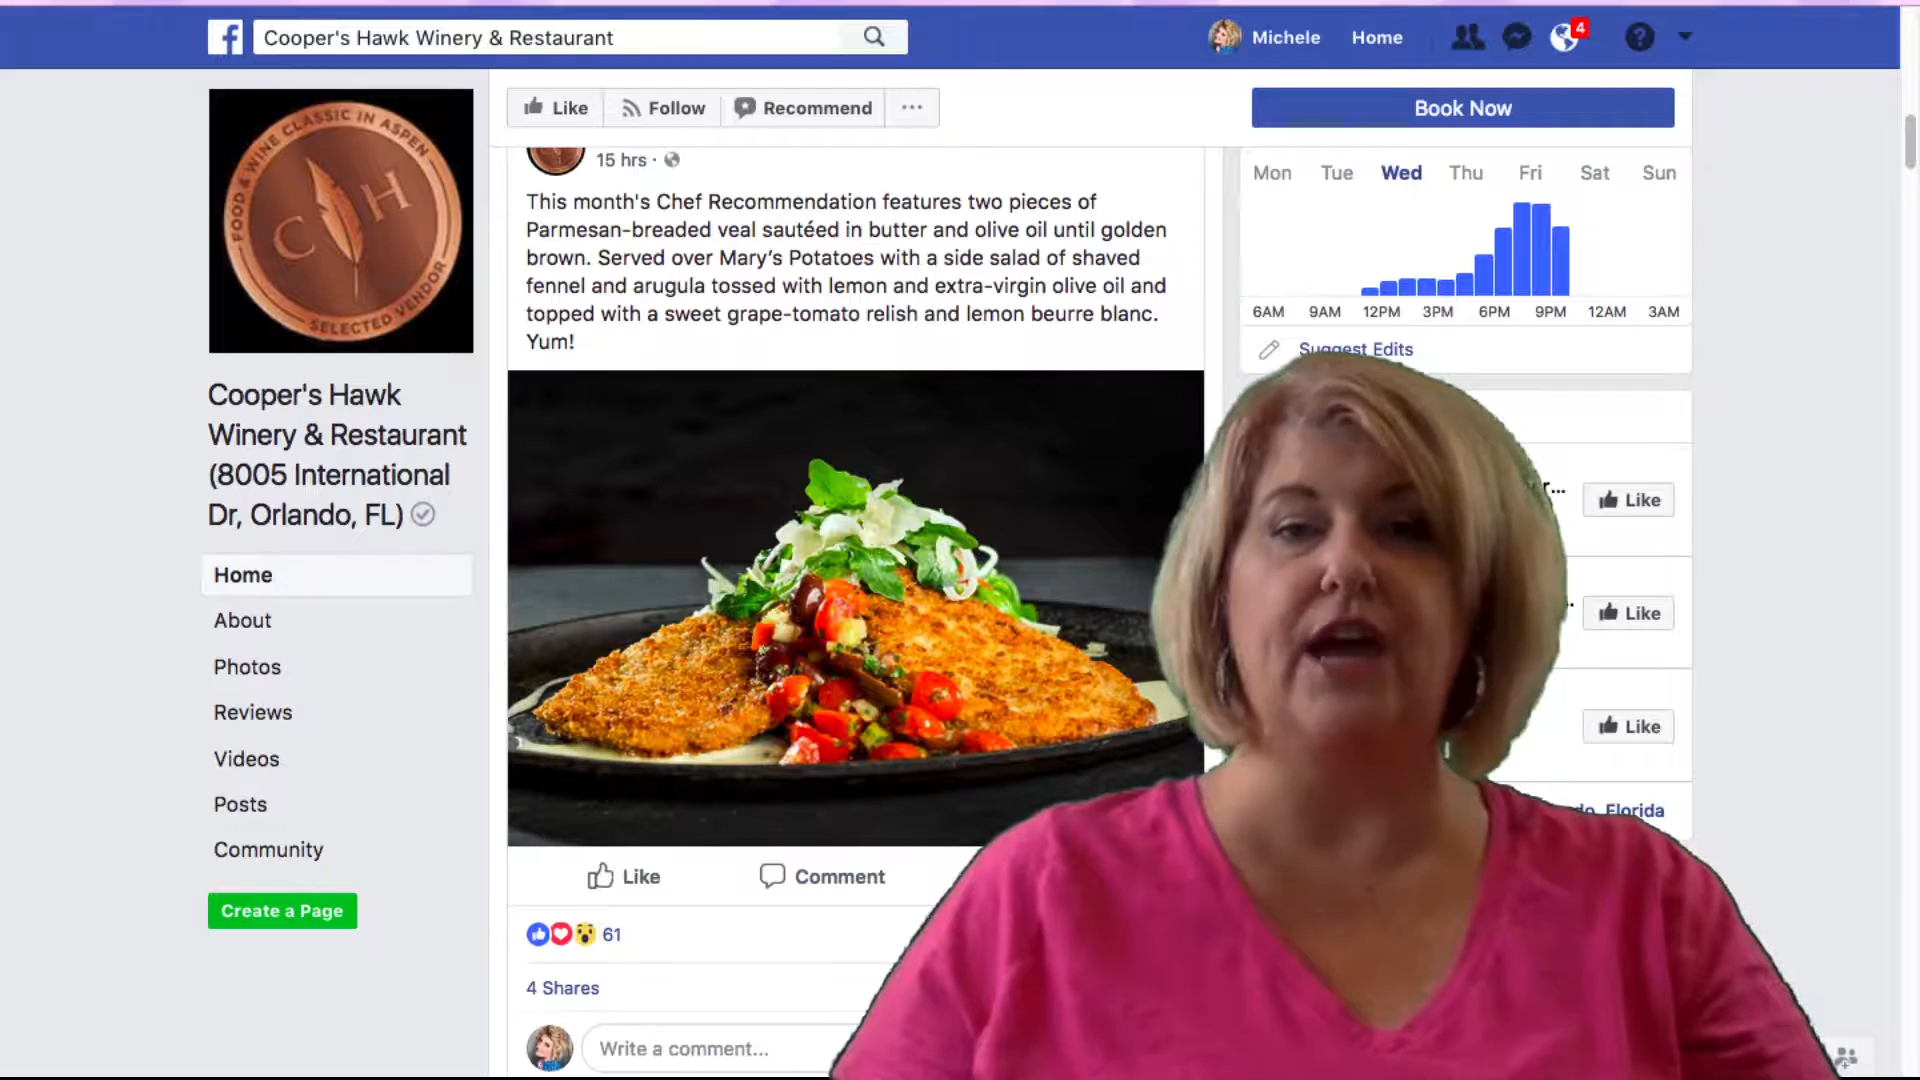 Cooper's Hawk Winery & Restaurant
Michele
Home
4
FOOD & WINE CLASSIC IN ASPEN
C H
SELECTED VENDOR
Like
Follow
Recommend
Book Now
Cooper's Hawk
Winery & Restaurant
(8005 International
Dr, Orlando, FL)
Home
About
Photos
Reviews
Videos
Posts
Community
Create a Page
15 hrs ·
This month's Chef Recommendation features two pieces of
Parmesan-breaded veal sautéed in butter and olive oil until golden
brown. Served over Mary's Potatoes with a side salad of shaved
fennel and arugula tossed with lemon and extra-virgin olive oil and
topped with a sweet grape-tomato relish and lemon beurre blanc.
Yum!
Like
Comment
61
4 Shares
Write a comment...
Mon Tue Wed Thu Fri Sat Sun
6AM 9AM 12PM 3PM 6PM 9PM 12AM 3AM
Suggest Edits
Like
Like
Like
Florida